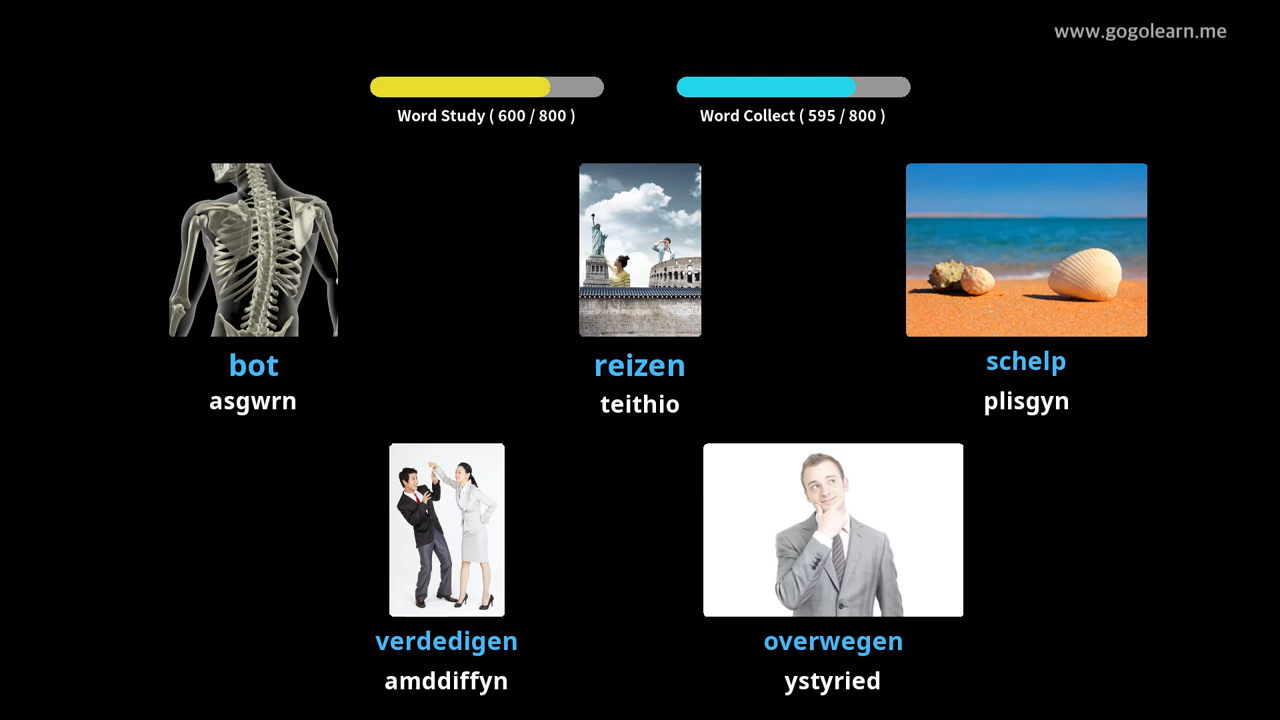 www.gogolearn.me
Word Study ( 600 / 800 )
Word Collect ( 595 / 800 )
bot
asgwrn
reizen
teithio
schelp
plisgyn
verdedigen
amddiffyn
overwegen
ystyried